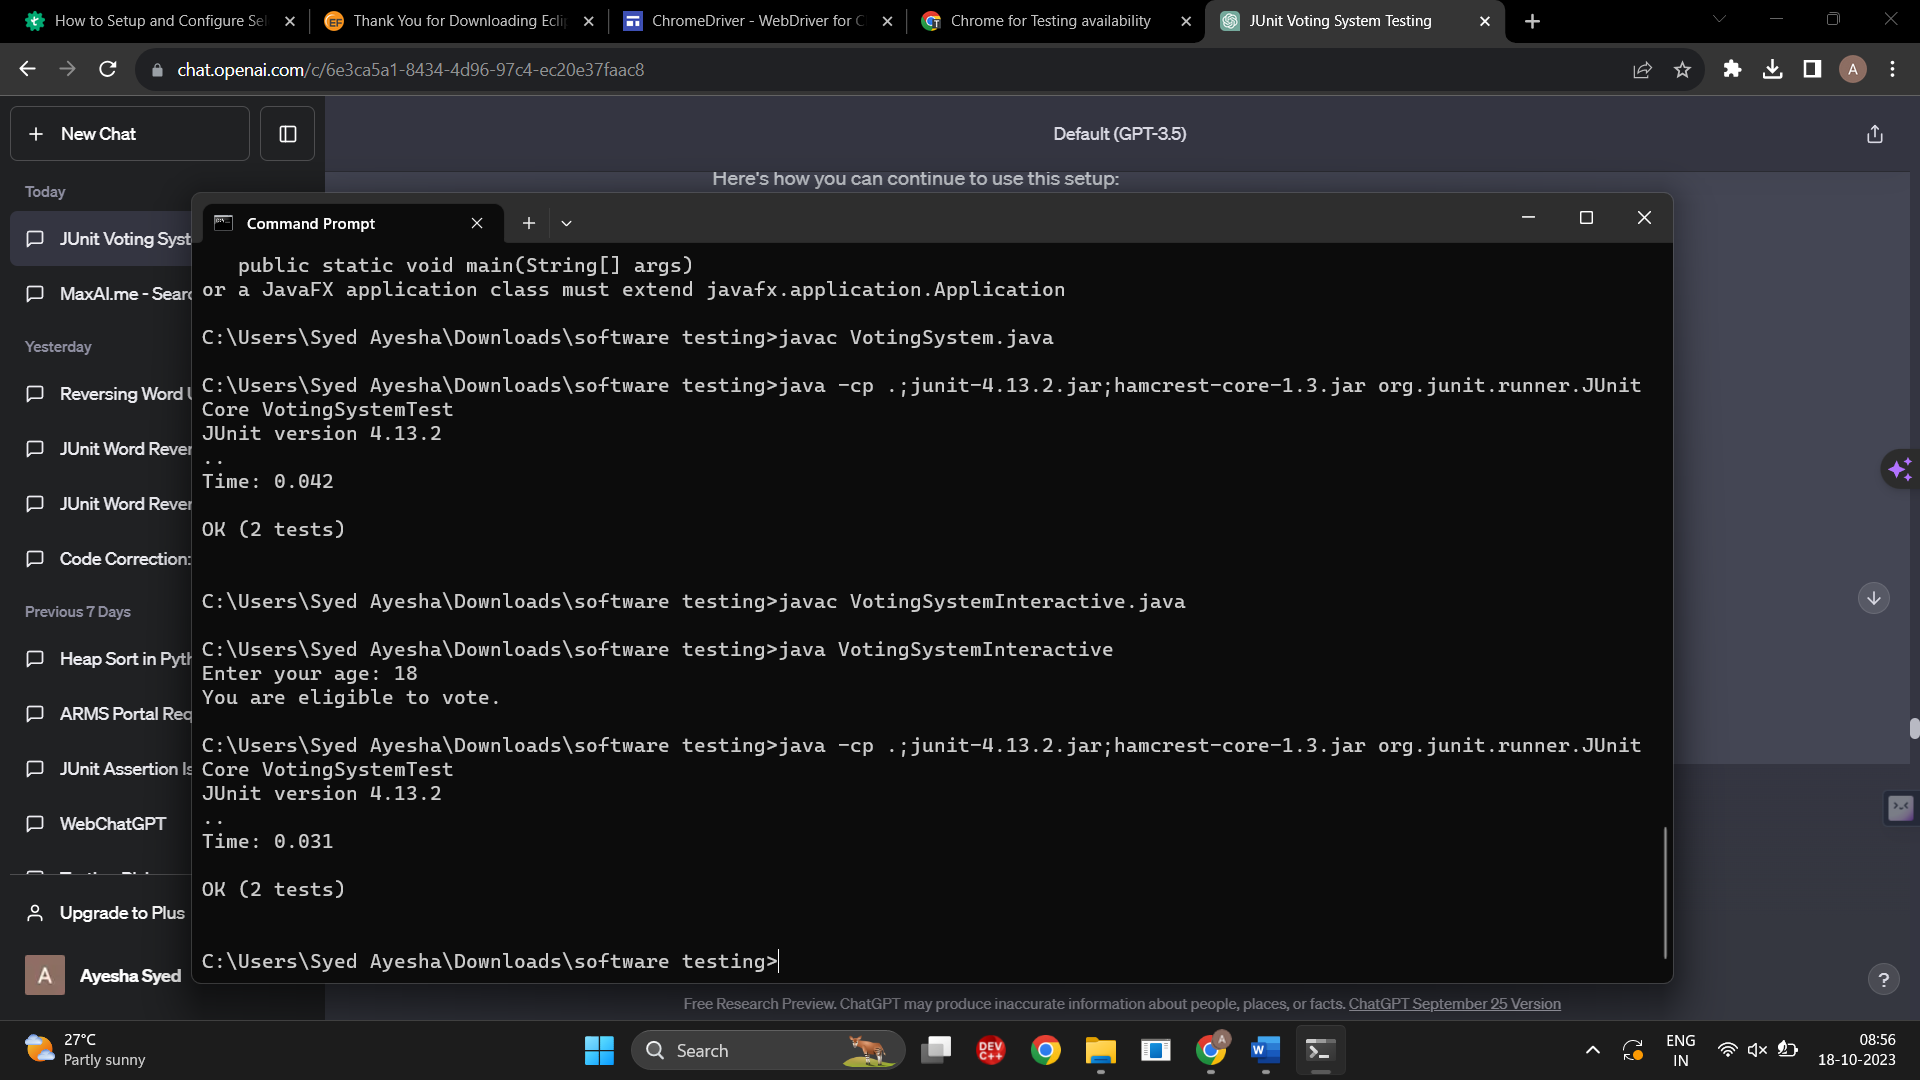 How to Setup and Configure Sel
Thank You for Downloading Ecli
ChromeDriver - WebDriver for C
Chrome for Testing availability
JUnit Voting System Testing
chat.openai.com/c/6e3ca5a1-8434-4d96-97c4-ec20e37faac8
A
New Chat
Default (GPT-3.5)
Here's how you can continue to use this setup:
Today
JUnit Voting Syst
MaxAI.me - Searc
Yesterday
Reversing Word U
JUnit Word Rever
JUnit Word Rever
Code Correction:
Previous 7 Days
Heap Sort in Pyth
ARMS Portal Req
JUnit Assertion Is
WebChatGPT
Upgrade to Plus
A
Ayesha Syed
Command Prompt
public static void main(String[] args)
or a JavaFX application class must extend javafx.application.Application
C:\Users\Syed Ayesha\Downloads\software testing>javac VotingSystem.java
C:\Users\Syed Ayesha\Downloads\software testing>java -cp .;junit-4.13.2.jar;hamcrest-core-1.3.jar org.junit.runner.JUnit
Core VotingSystemTest
JUnit version 4.13.2
..
Time: 0.042
OK (2 tests)
C:\Users\Syed Ayesha\Downloads\software testing>javac VotingSystemInteractive.java
C:\Users\Syed Ayesha\Downloads\software testing>java VotingSystemInteractive
Enter your age: 18
You are eligible to vote.
C:\Users\Syed Ayesha\Downloads\software testing>java -cp .;junit-4.13.2.jar;hamcrest-core-1.3.jar org.junit.runner.JUnit
Core VotingSystemTest
JUnit version 4.13.2
..
Time: 0.031
OK (2 tests)
C:\Users\Syed Ayesha\Downloads\software testing>
?
Free Research Preview. ChatGPT may produce inaccurate information about people, places, or facts. ChatGPT September 25 Version
27°C
Partly sunny
Search
DEV
C++
A
W
ENG
IN
08:56
18-10-2023